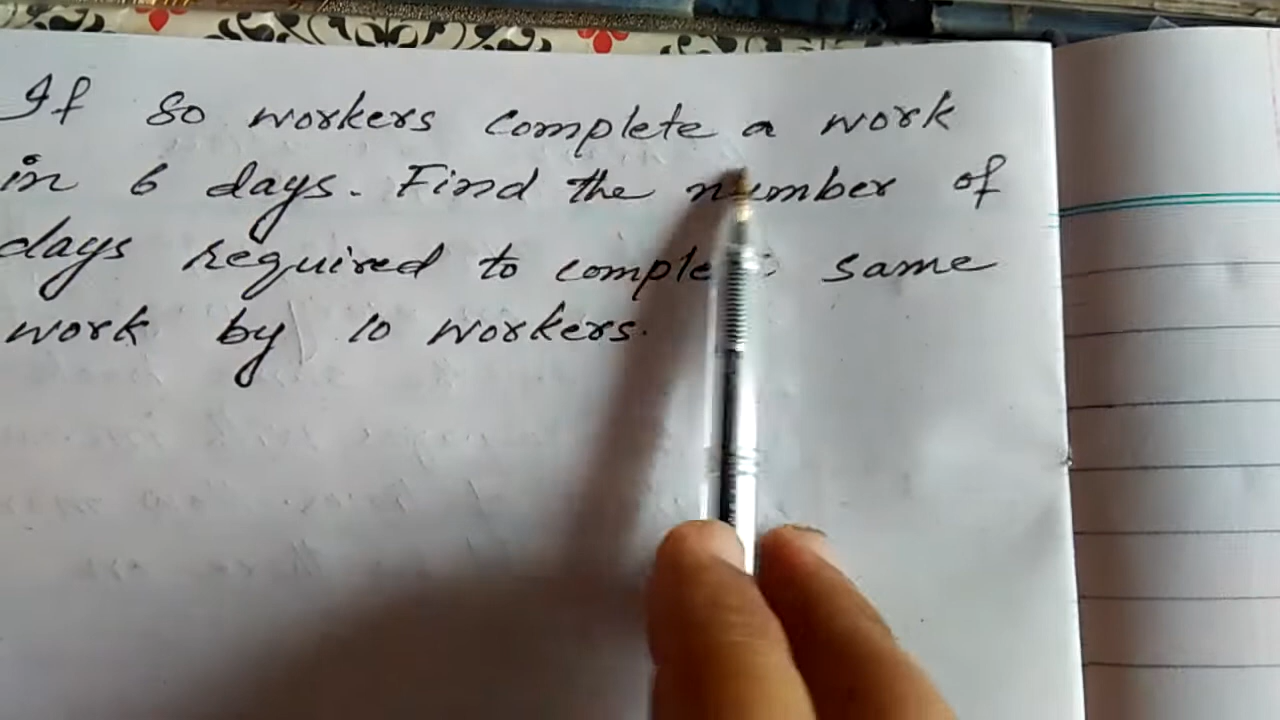 If 80 workers complete a work
in 6 days. Find the number of
days required to complete same
work by 10 workers.